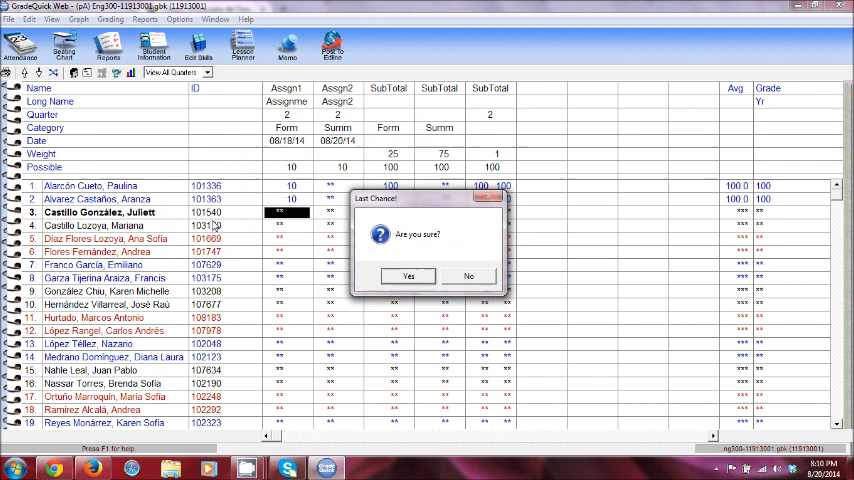 GradeQuick Web - (pA) Eng300-11913001.gbk (11913001)
File Edit View Graph Grading Reports Options Window Help
Attendance Seating Chart Reports Student Information Edit Skills Lesson Planner Memo Post To Edline
View All Quarters
Name ID Assgn1 Assgn2 SubTotal SubTotal SubTotal Avg Grade
Long Name Assignme Assgn2 Yr
Quarter 2 2 2
Category Form Summ Form Summ
Date 08/18/14 08/20/14
Weight 25 75 1
Possible 10 10 100 100 100
1. Alarcón Cueto, Paulina 101336 10 ** 100 ** 100 100 100.0 100
2. Alvarez Castaños, Aranza 101363 10 ** 100.0 100
3. Castillo González, Juliett 101540 ** ** *** **
4. Castillo Lozoya, Mariana ** ** *** **
5. Díaz Flores Lozoya, Ana Sofía 101669 ** ** *** **
6. Flores Fernández, Andrea 101747 ** ** *** **
7. Franco García, Emiliano 107629 ** ** *** **
8. Garza Tijerina Araiza, Francis 103175 ** ** *** **
9. González Chiu, Karen Michelle 103208 ** ** *** **
10. Hernández Villarreal, José Raú 107677 ** ** ** ** ** ** *** **
11. Hurtado, Marcos Antonio 108183 ** ** ** ** ** ** *** **
12. López Rangel, Carlos Andrés 107978 ** ** ** ** ** ** *** **
13. López Téllez, Nazario 102048 ** ** ** ** ** ** *** **
14. Medrano Domínguez, Diana Laura 102123 ** ** ** ** ** ** *** **
15. Nahle Leal, Juan Pablo 107634 ** ** ** ** ** ** *** **
16. Nassar Torres, Brenda Sofía 102190 ** ** ** ** ** ** *** **
17. Ortuño Marroquin, María Sofía 102248 ** ** ** ** ** ** *** **
18. Ramírez Alcalá, Andrea 102292 ** ** ** ** ** ** *** **
19. Reyes Monárrez, Karen Sofía 102323 ** ** ** ** ** ** *** **
Last Chance!
Are you sure?
Yes No
Press F1 for help
...ng300-11913001.gbk (11913001)
8:10 PM
8/20/2014